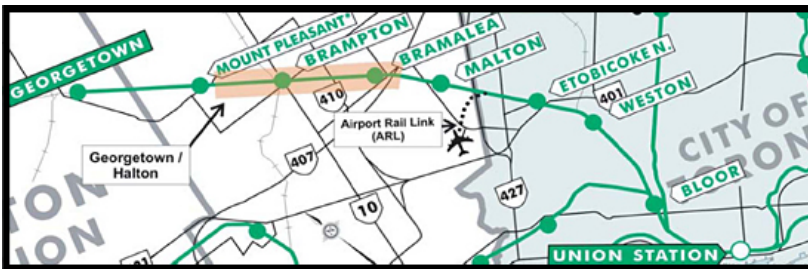 GEORGETOWN
MOUNT PLEASANT*
BRAMPTON
BRAMALEA
MALTON
ETOBICOKE N.
WESTON
BLOOR
UNION STATION
410
401
407
427
10
Airport Rail Link
(ARL)
Georgetown /
Halton
CITY OF